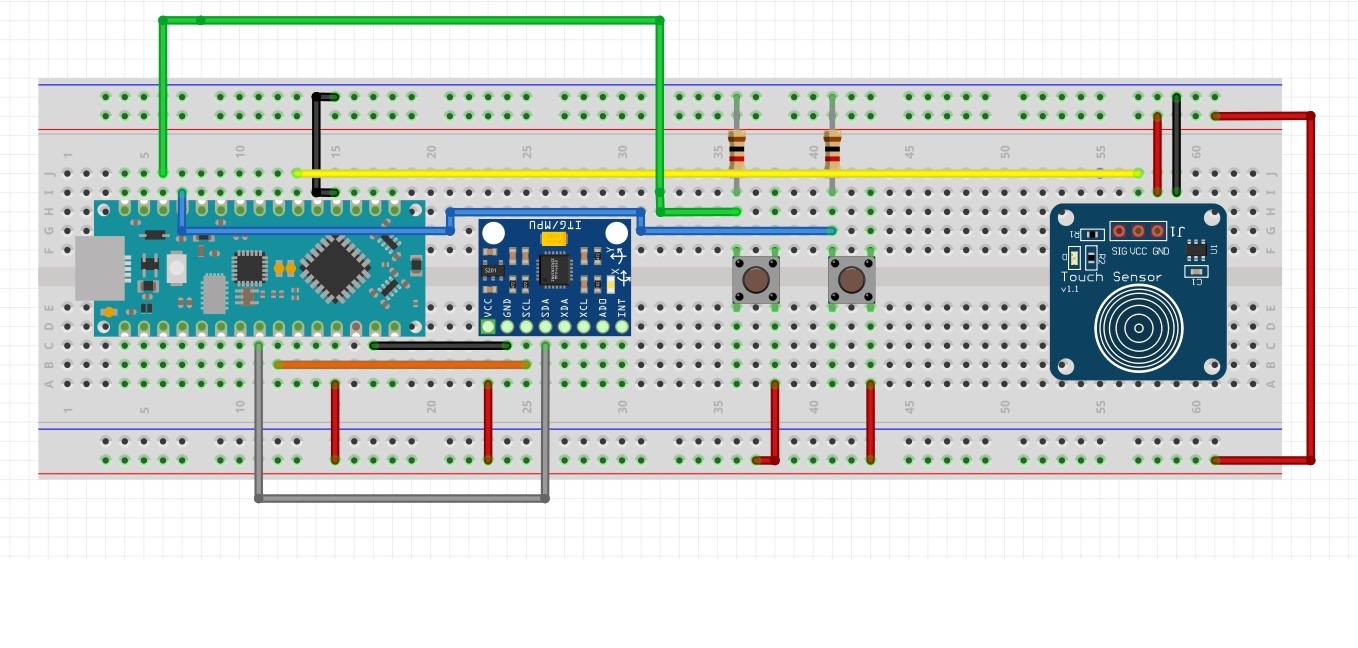 1 5 10 15 20 25 30 35 40 45 50 55 60
J J
I I
H
G
F
ITG/MPU
Y
X
S201
VCC GND SCL SDA XDA XCL AD0 INT
R1
J1
SIG VCC GND
U1
D
R2
C1
Touch Sensor
v1.1
E E
D D
C C
B B
A A
1 5 10 15 20 25 30 35 40 45 50 55 60